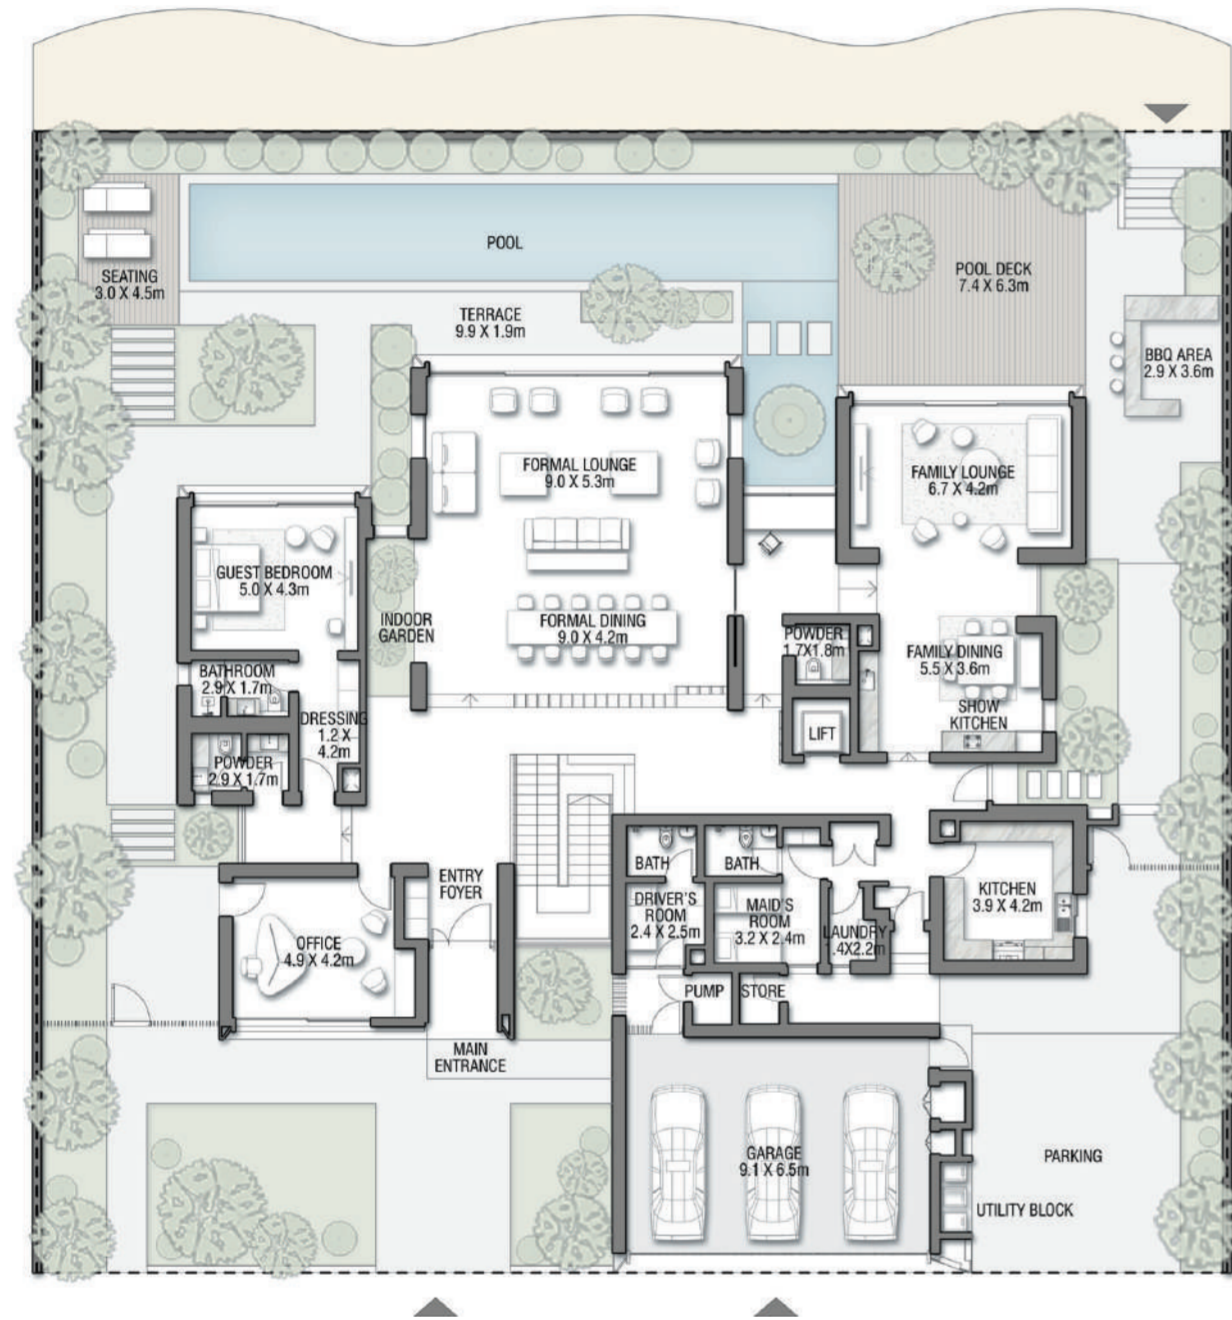 POOL
SEATING
3.0 X 4.5m
POOL DECK
7.4 X 6.3m
TERRACE
9.9 X 1.9m
BBQ AREA
2.9 X 3.6m
FORMAL LOUNGE
9.0 X 5.3m
FAMILY LOUNGE
6.7 X 4.2m
GUEST BEDROOM
5.0 X 4.3m
INDOOR
GARDEN
FORMAL DINING
9.0 X 4.2m
POWDER
1.7X1.8m
FAMILY DINING
5.5 X 3.6m
BATHROOM
2.9 X 1.7m
DRESSING
1.2 X
4.2m
SHOW
KITCHEN
LIFT
POWDER
2.9 X 1.7m
BATH
BATH
ENTRY
FOYER
KITCHEN
3.9 X 4.2m
DRIVER'S
ROOM
2.4 X 2.5m
MAID'S
ROOM
3.2 X 2.4m
LAUNDRY
1.4X2.2m
OFFICE
4.9 X 4.2m
PUMP
STORE
MAIN
ENTRANCE
GARAGE
9.1 X 6.5m
PARKING
UTILITY BLOCK